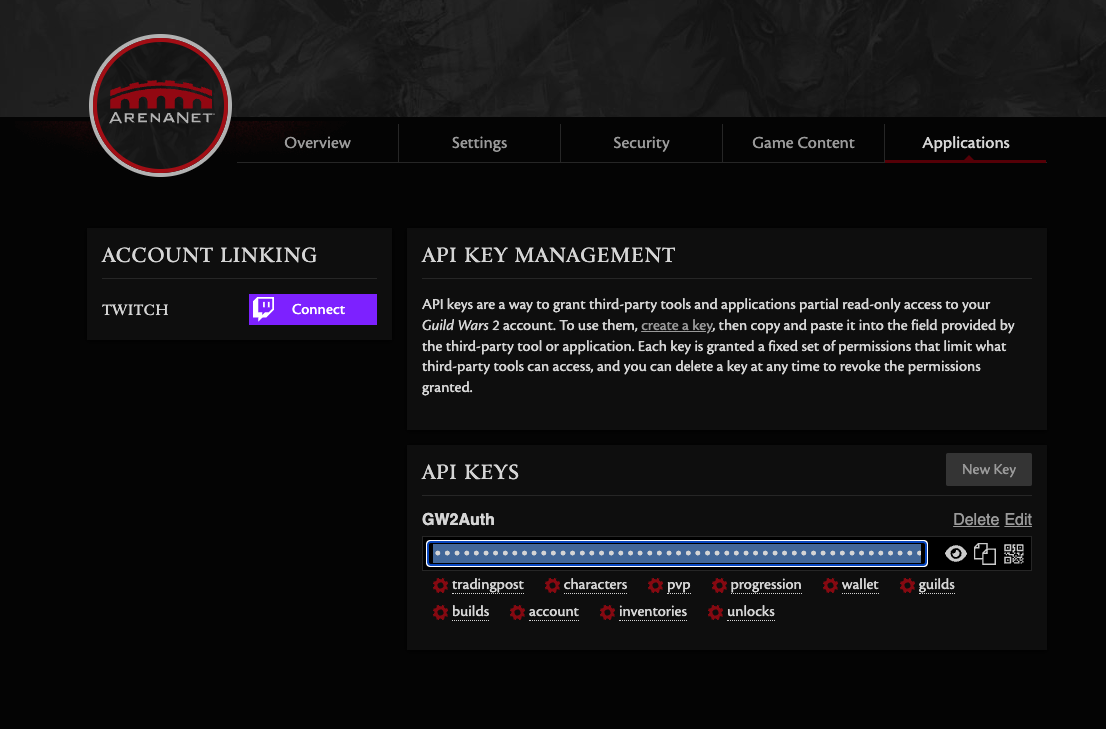 ARENANET
Overview
Settings
Security
Game Content
Applications
ACCOUNT LINKING
TWITCH
Connect
API KEY MANAGEMENT
API keys are a way to grant third-party tools and applications partial read-only access to your
Guild Wars 2 account. To use them, create a key, then copy and paste it into the field provided by
the third-party tool or application. Each key is granted a fixed set of permissions that limit what
third-party tools can access, and you can delete a key at any time to revoke the permissions
granted.
API KEYS
New Key
GW2Auth
Delete Edit
tradingpost characters pvp progression wallet guilds
builds account inventories unlocks